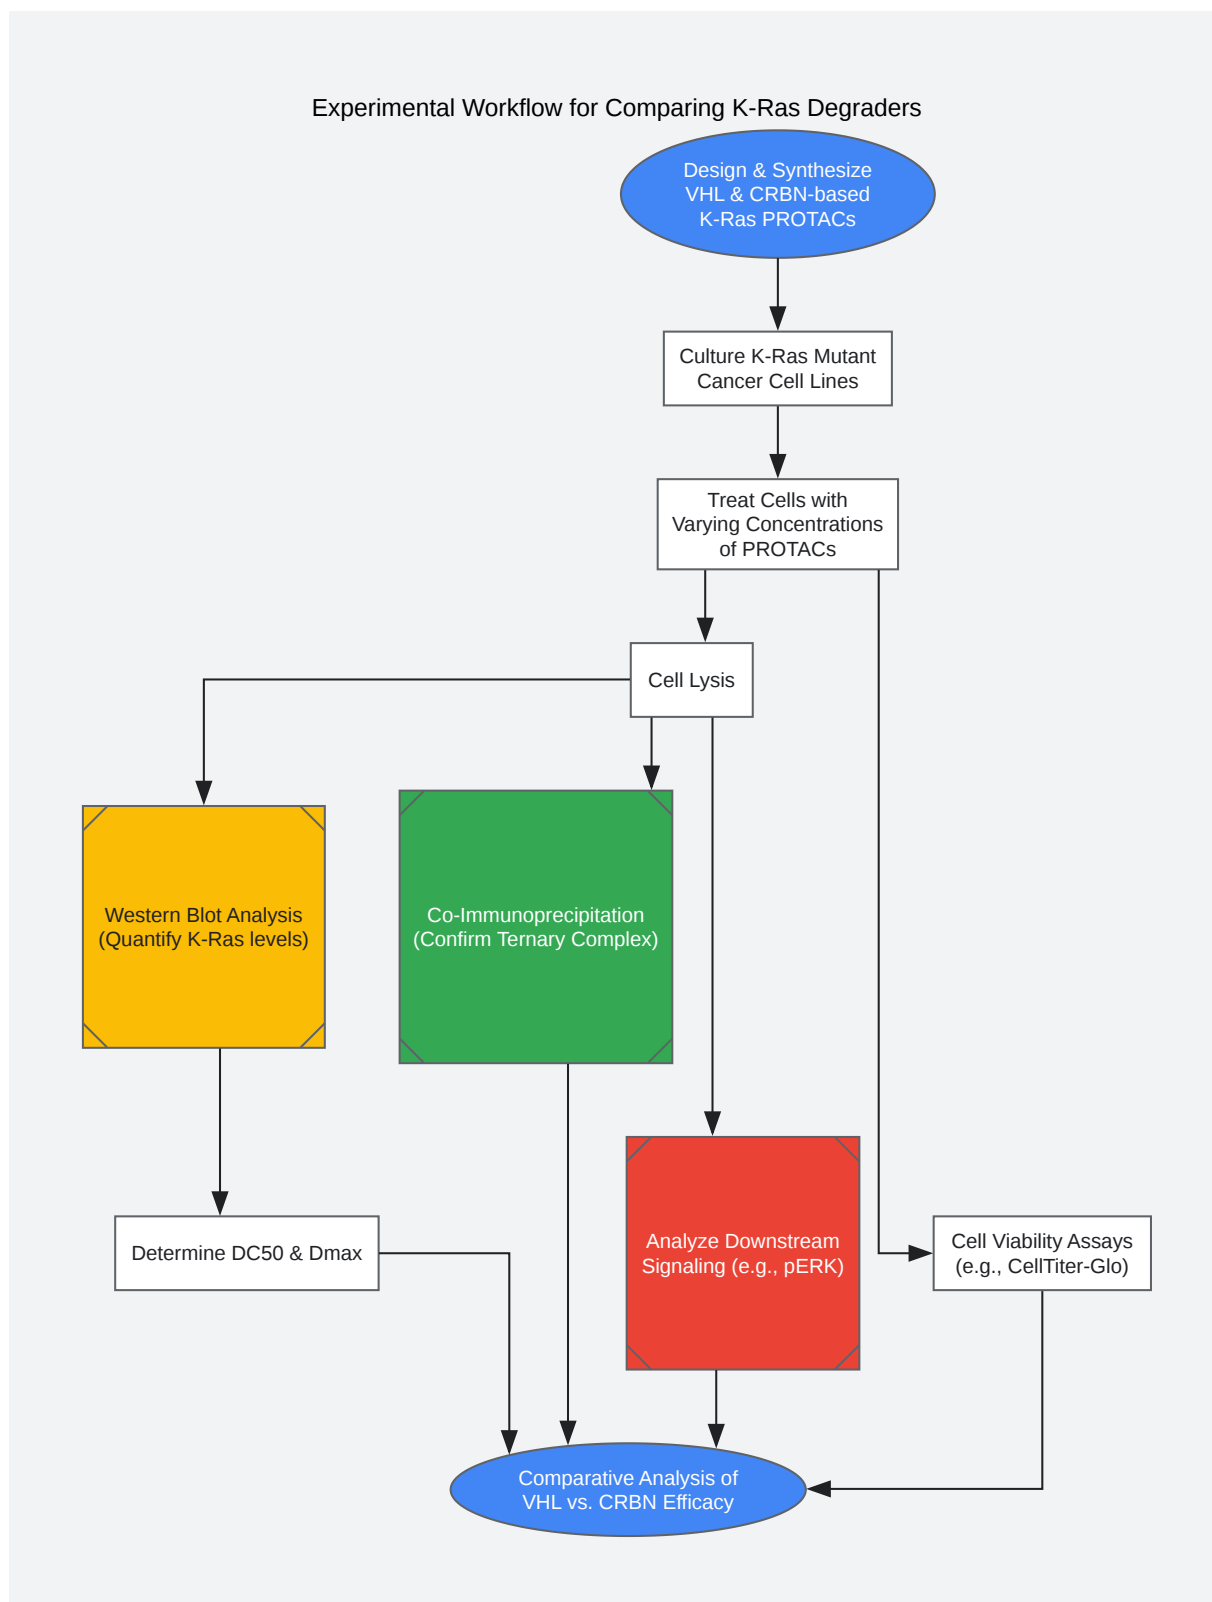 Experimental Workflow for Comparing K-Ras Degraders
Design & Synthesize
VHL & CRBN-based
K-Ras PROTACs
Culture K-Ras Mutant
Cancer Cell Lines
Treat Cells with
Varying Concentrations
of PROTACs
Cell Lysis
Western Blot Analysis
(Quantify K-Ras levels)
Co-Immunoprecipitation
(Confirm Ternary Complex)
Determine DC50 & Dmax
Analyze Downstream
Signaling (e.g., pERK)
Cell Viability Assays
(e.g., CellTiter-Glo)
Comparative Analysis of
VHL vs. CRBN Efficacy